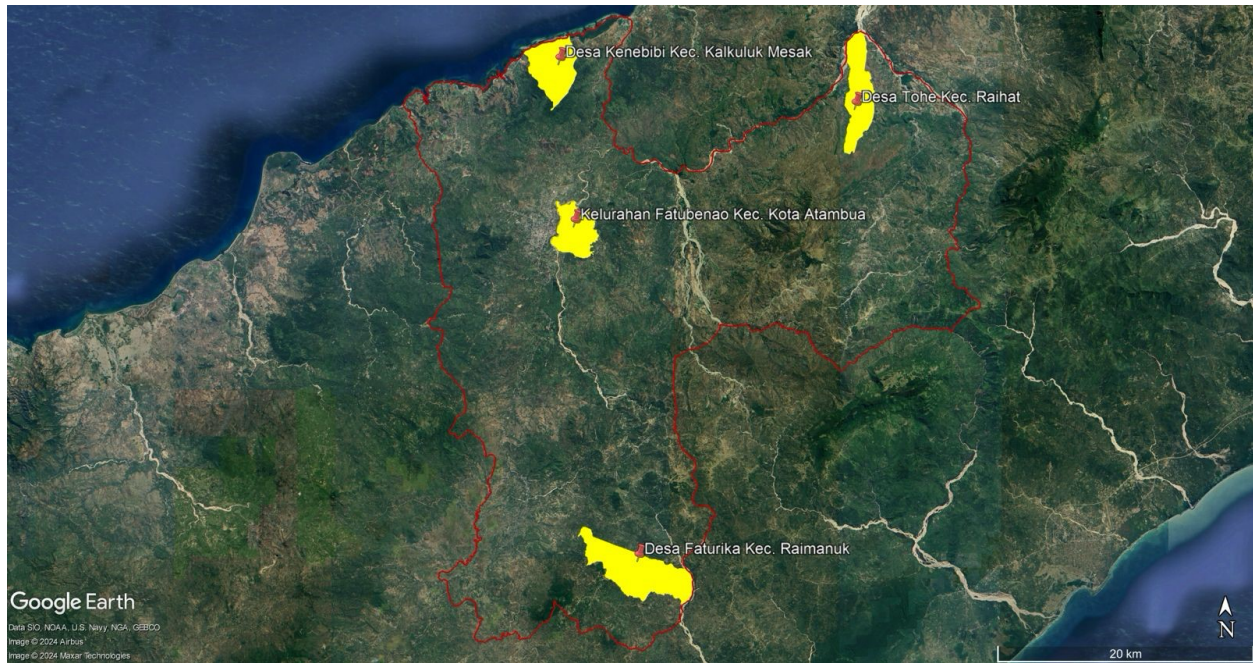 Desa Kenebibi Kec. Kalkuluk Mesak
Desa Tohe Kec. Raihat
Kelurahan Fatubenao Kec. Kota Atambua
Desa Faturika Kec. Raimanuk
Google Earth
Data SIO, NOAA, U.S. Navy, NGA, GEBCO
Image © 2024 Airbus
Image © 2024 Maxar Technologies
N
20 km